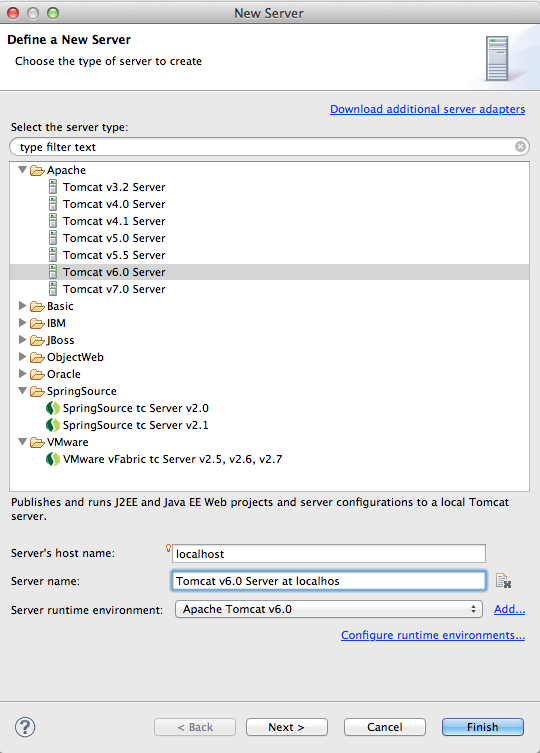 New Server
Define a New Server
Choose the type of server to create
Download additional server adapters
Select the server type:
type filter text
Apache
Tomcat v3.2 Server
Tomcat v4.0 Server
Tomcat v4.1 Server
Tomcat v5.0 Server
Tomcat v5.5 Server
Tomcat v6.0 Server
Tomcat v7.0 Server
Basic
IBM
JBoss
ObjectWeb
Oracle
SpringSource
SpringSource tc Server v2.0
SpringSource tc Server v2.1
VMware
VMware vFabric tc Server v2.5, v2.6, v2.7
Publishes and runs J2EE and Java EE Web projects and server configurations to a local Tomcat
server.
Server's host name: localhost
Server name: Tomcat v6.0 Server at localhos
Server runtime environment: Apache Tomcat v6.0 Add...
Configure runtime environments...
? < Back Next > Cancel Finish